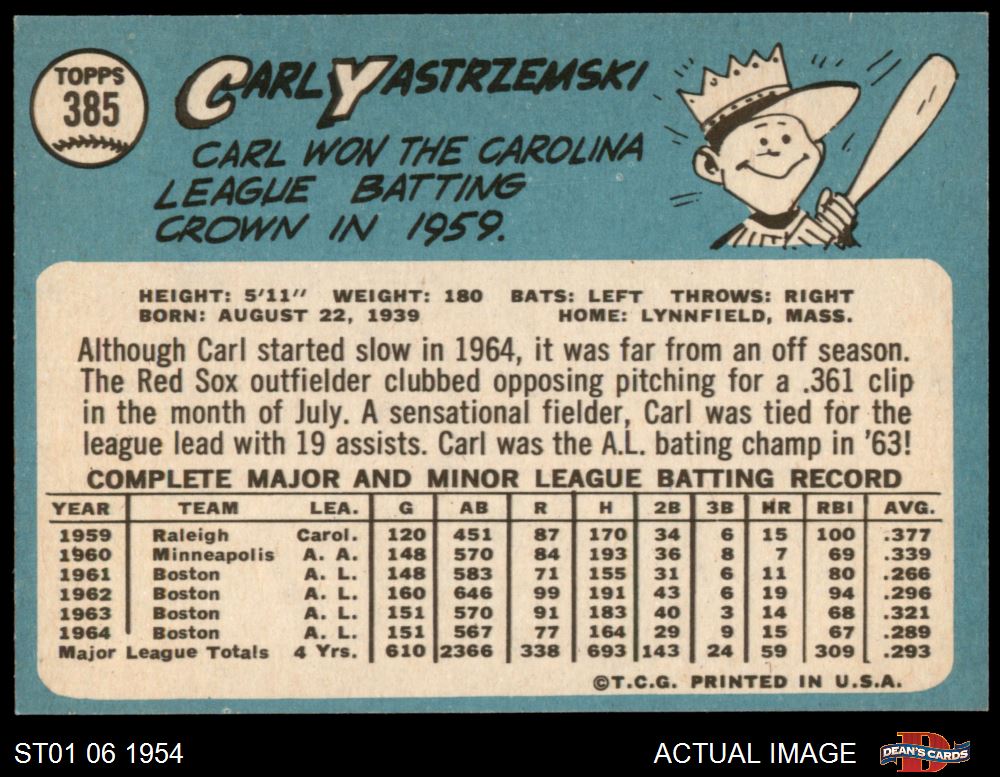 TOPPS
385
CARL YASTRZEMSKI
CARL WON THE CAROLINA
LEAGUE BATTING
CROWN IN 1959.
HEIGHT: 5'11" WEIGHT: 180 BATS: LEFT THROWS: RIGHT
BORN: AUGUST 22, 1939 HOME: LYNNFIELD, MASS.
Although Carl started slow in 1964, it was far from an off season.
The Red Sox outfielder clubbed opposing pitching for a .361 clip
in the month of July. A sensational fielder, Carl was tied for the
league lead with 19 assists. Carl was the A.L. bating champ in '63!
COMPLETE MAJOR AND MINOR LEAGUE BATTING RECORD
YEAR TEAM LEA. G AB R H 2B 3B HR RBI AVG.
1959 Raleigh Carol. 120 451 87 170 34 6 15 100 .377
1960 Minneapolis A. A. 148 570 84 193 36 8 7 69 .339
1961 Boston A. L. 148 583 71 155 31 6 11 80 .266
1962 Boston A. L. 160 646 99 191 43 6 19 94 .296
1963 Boston A. L. 151 570 91 183 40 3 14 68 .321
1964 Boston A. L. 151 567 77 164 29 9 15 67 .289
Major League Totals 4 Yrs. 610 2366 338 693 143 24 59 309 .293
©T.C.G. PRINTED IN U.S.A.
ST01 06 1954 ACTUAL IMAGE DEAN'S CARDS